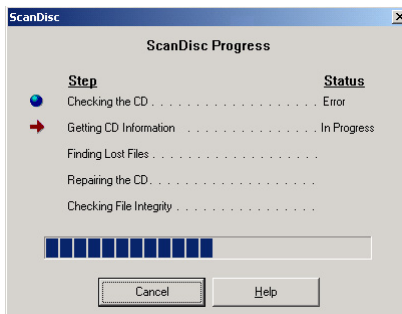 ScanDisc
ScanDisc Progress
Step Status
Checking the CD . . . . . . . . . . . . . . . . . . . . Error
Getting CD Information . . . . . . . . . . . . . . . . . In Progress
Finding Lost Files . . . . . . . . . . . . . . . . . . .
Repairing the CD . . . . . . . . . . . . . . . . . . . .
Checking File Integrity . . . . . . . . . . . . . . . . .
Cancel Help